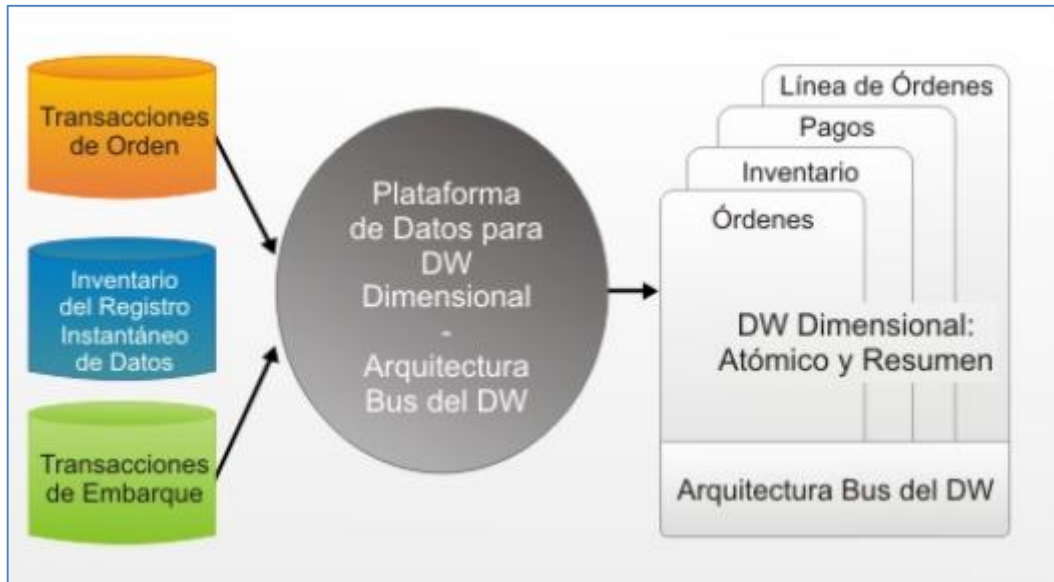 Transacciones
de Orden
Inventario
del Registro
Instantáneo
de Datos
Transacciones
de Embarque
Plataforma
de Datos para
DW
Dimensional
-
Arquitectura
Bus del DW
Línea de Órdenes
Pagos
Inventario
Órdenes
DW Dimensional:
Atómico y Resumen
Arquitectura Bus del DW